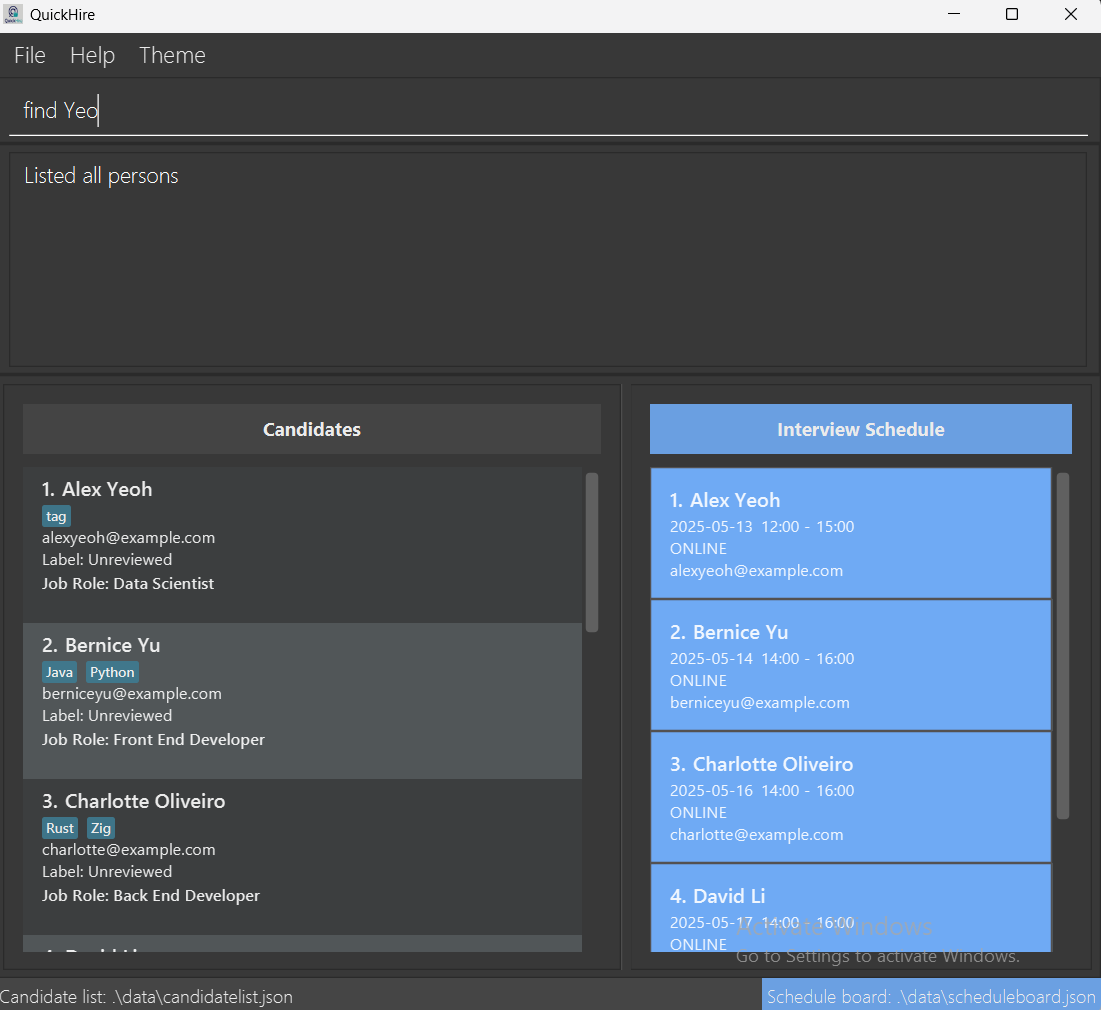 QuickHire
File Help Theme
find Yeo
Listed all persons
Candidates
1. Alex Yeoh
tag
alexyeoh@example.com
Label: Unreviewed
Job Role: Data Scientist
2. Bernice Yu
Java Python
berniceyu@example.com
Label: Unreviewed
Job Role: Front End Developer
3. Charlotte Oliveiro
Rust Zig
charlotte@example.com
Label: Unreviewed
Job Role: Back End Developer
Interview Schedule
1. Alex Yeoh
2025-05-13 12:00 - 15:00
ONLINE
alexyeoh@example.com
2. Bernice Yu
2025-05-14 14:00 - 16:00
ONLINE
berniceyu@example.com
3. Charlotte Oliveiro
2025-05-16 14:00 - 16:00
ONLINE
charlotte@example.com
4. David Li
2025-05-17 14:00 - 16:00
ONLINE
Activate Windows
Go to Settings to activate Windows.
Candidate list: .\data\candidatelist.json
Schedule board: .\data\scheduleboard.json